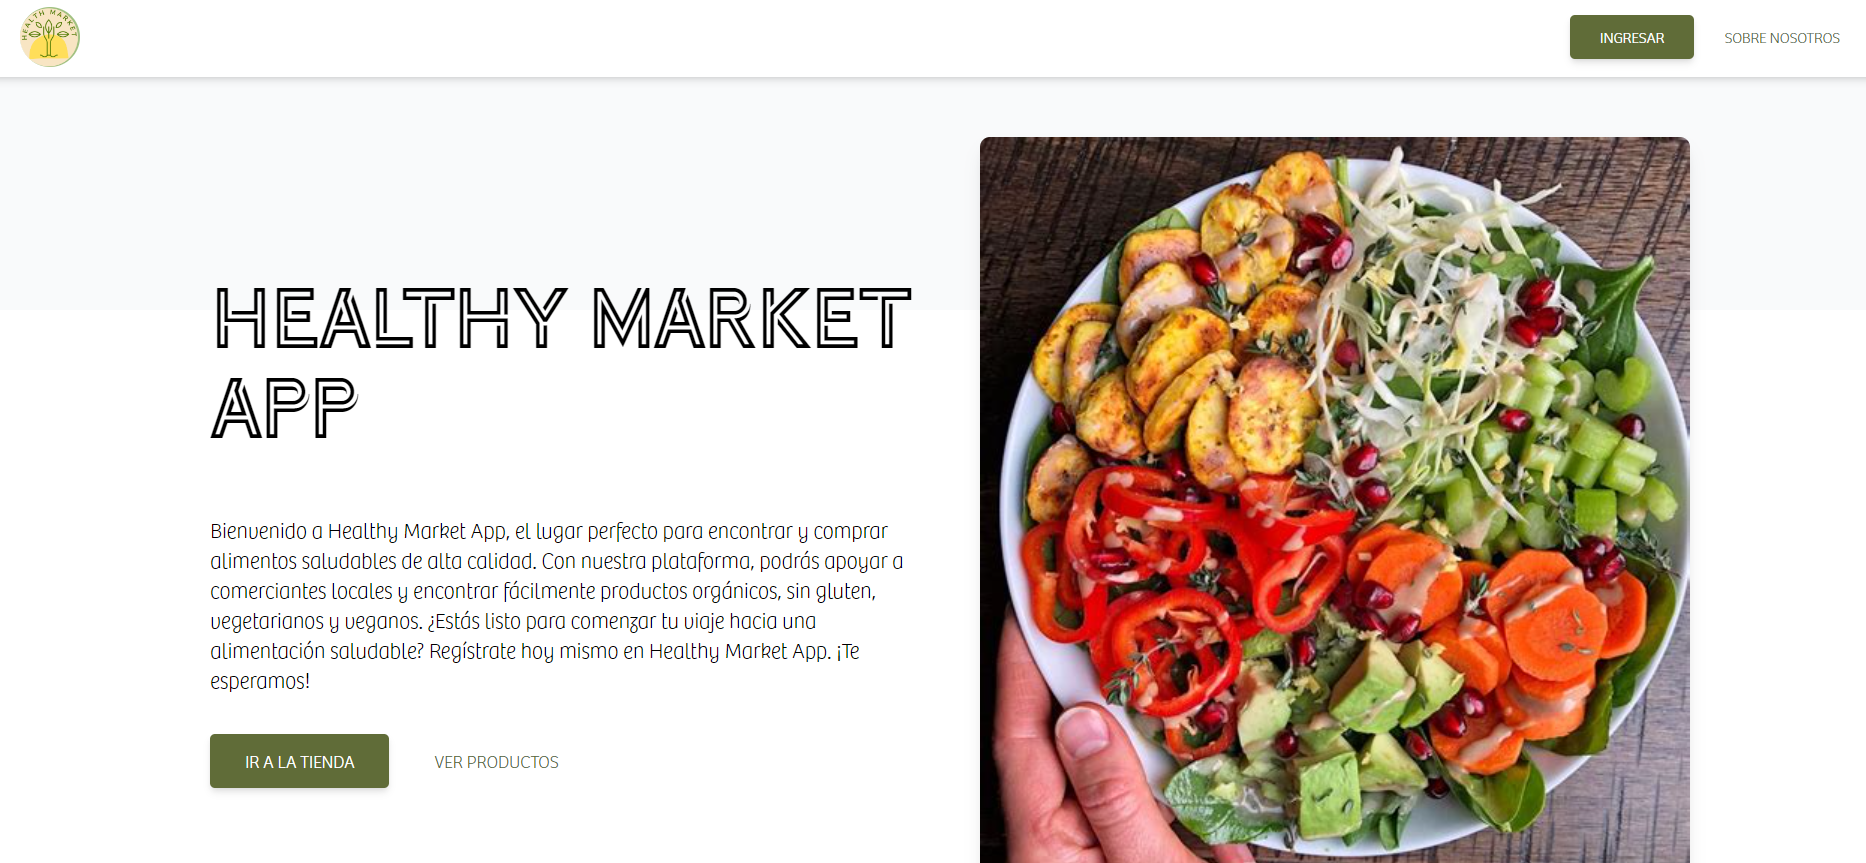 HEALTH MARKET
INGRESAR
SOBRE NOSOTROS
HEALTHY MARKET
APP
Bienvenido a Healthy Market App, el lugar perfecto para encontrar y comprar
alimentos saludables de alta calidad. Con nuestra plataforma, podrás apoyar a
comerciantes locales y encontrar fácilmente productos orgánicos, sin gluten,
vegetarianos y veganos. ¿Estás listo para comenzar tu viaje hacia una
alimentación saludable? Regístrate hoy mismo en Healthy Market App. ¡Te
esperamos!
IR A LA TIENDA
VER PRODUCTOS